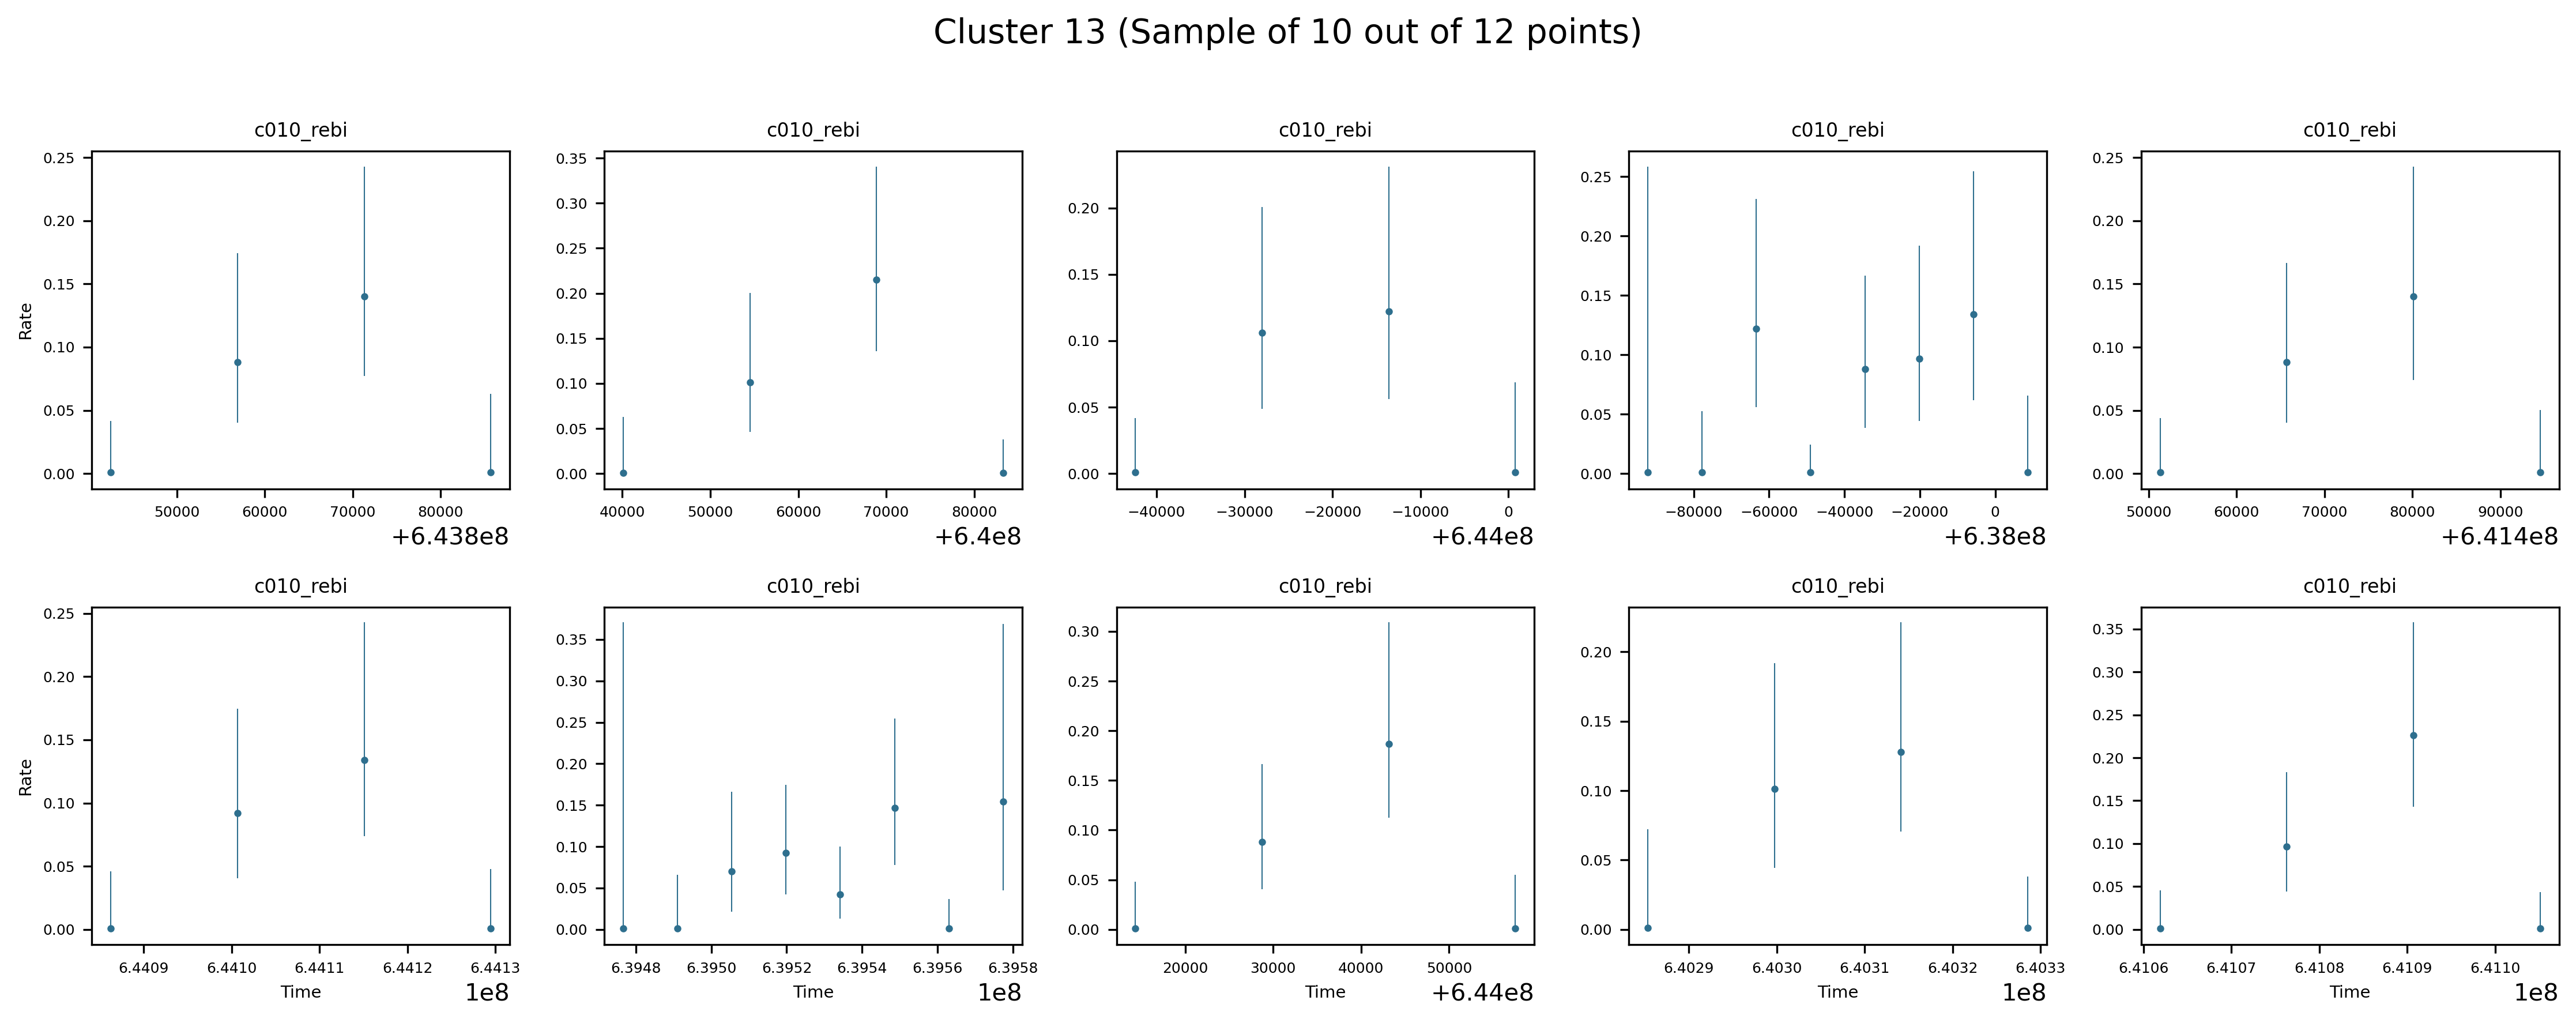 Cluster 13 (Sample of 10 out of 12 points)
c010_rebi c010_rebi c010_rebi c010_rebi c010_rebi
0.25 0.20 0.15 0.10 0.05 0.00
Rate
50000 60000 70000 80000
+6.438e8
0.35 0.30 0.25 0.20 0.15 0.10 0.05 0.00
40000 50000 60000 70000 80000
+6.4e8
0.20 0.15 0.10 0.05 0.00
−40000 −30000 −20000 −10000 0
+6.44e8
0.25 0.20 0.15 0.10 0.05 0.00
−80000 −60000 −40000 −20000 0
+6.38e8
0.25 0.20 0.15 0.10 0.05 0.00
50000 60000 70000 80000 90000
+6.414e8
c010_rebi c010_rebi c010_rebi c010_rebi c010_rebi
0.25 0.20 0.15 0.10 0.05 0.00
Rate
6.4409 6.4410 6.4411 6.4412 6.4413
Time 1e8
0.35 0.30 0.25 0.20 0.15 0.10 0.05 0.00
6.3948 6.3950 6.3952 6.3954 6.3956 6.3958
Time 1e8
0.30 0.25 0.20 0.15 0.10 0.05 0.00
20000 30000 40000 50000
Time +6.44e8
0.20 0.15 0.10 0.05 0.00
6.4029 6.4030 6.4031 6.4032 6.4033
Time 1e8
0.35 0.30 0.25 0.20 0.15 0.10 0.05 0.00
6.4106 6.4107 6.4108 6.4109 6.4110
Time 1e8